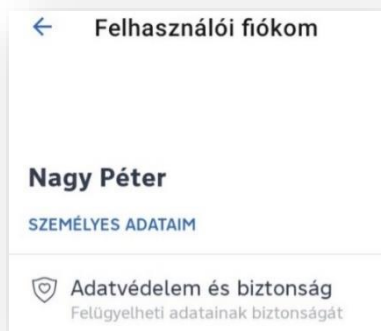 Felhasználói fiókom
Nagy Péter
SZEMÉLYES ADATAIM
Adatvédelem és biztonság
Felügyelheti adatainak biztonságát